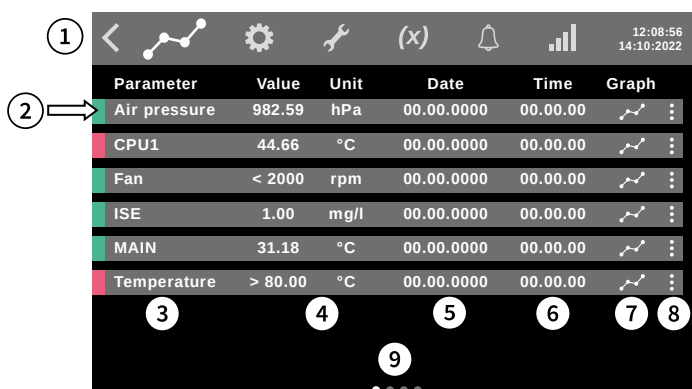 1
(x)
12:08:56
14:10:2022
Parameter Value Unit Date Time Graph
2
Air pressure 982.59 hPa 00.00.0000 00.00.00
CPU1 44.66 °C 00.00.0000 00.00.00
Fan < 2000 rpm 00.00.0000 00.00.00
ISE 1.00 mg/l 00.00.0000 00.00.00
MAIN 31.18 °C 00.00.0000 00.00.00
Temperature > 80.00 °C 00.00.0000 00.00.00
3 4 5 6 7 8
9